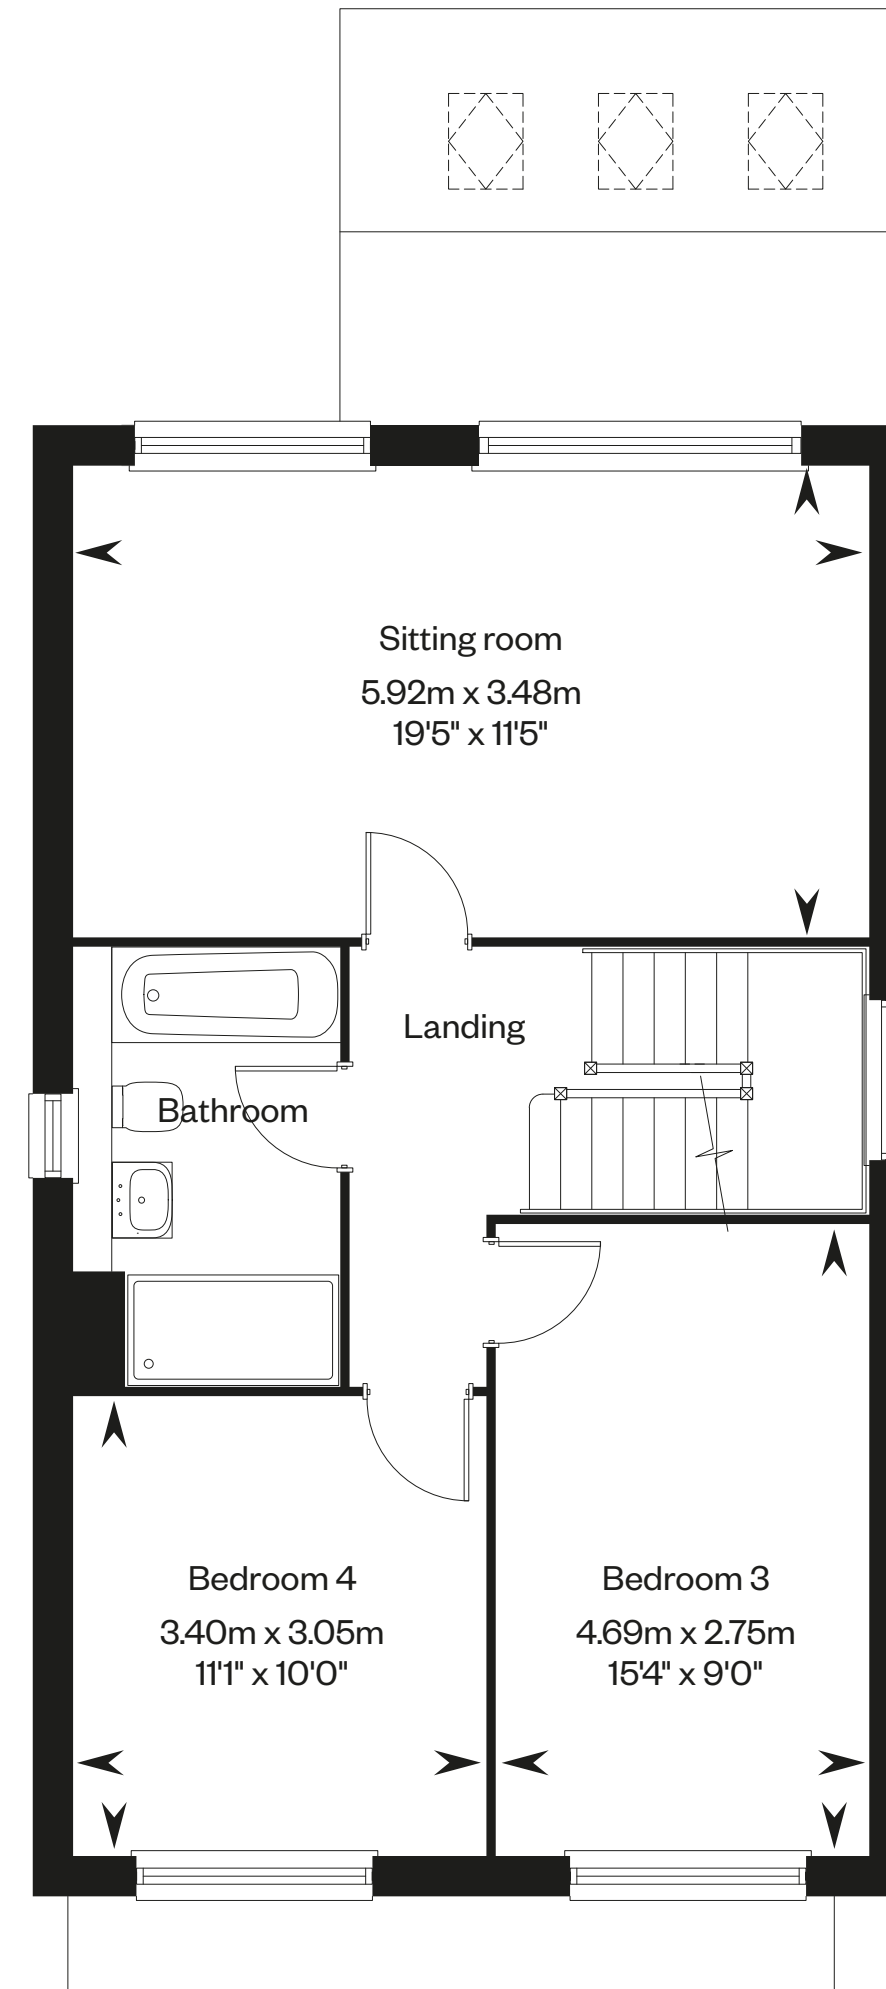 Sitting room
5.92m x 3.48m
19'5" x 11'5"
Landing
Bathroom
Bedroom 4
3.40m x 3.05m
11'1" x 10'0"
Bedroom 3
4.69m x 2.75m
15'4" x 9'0"